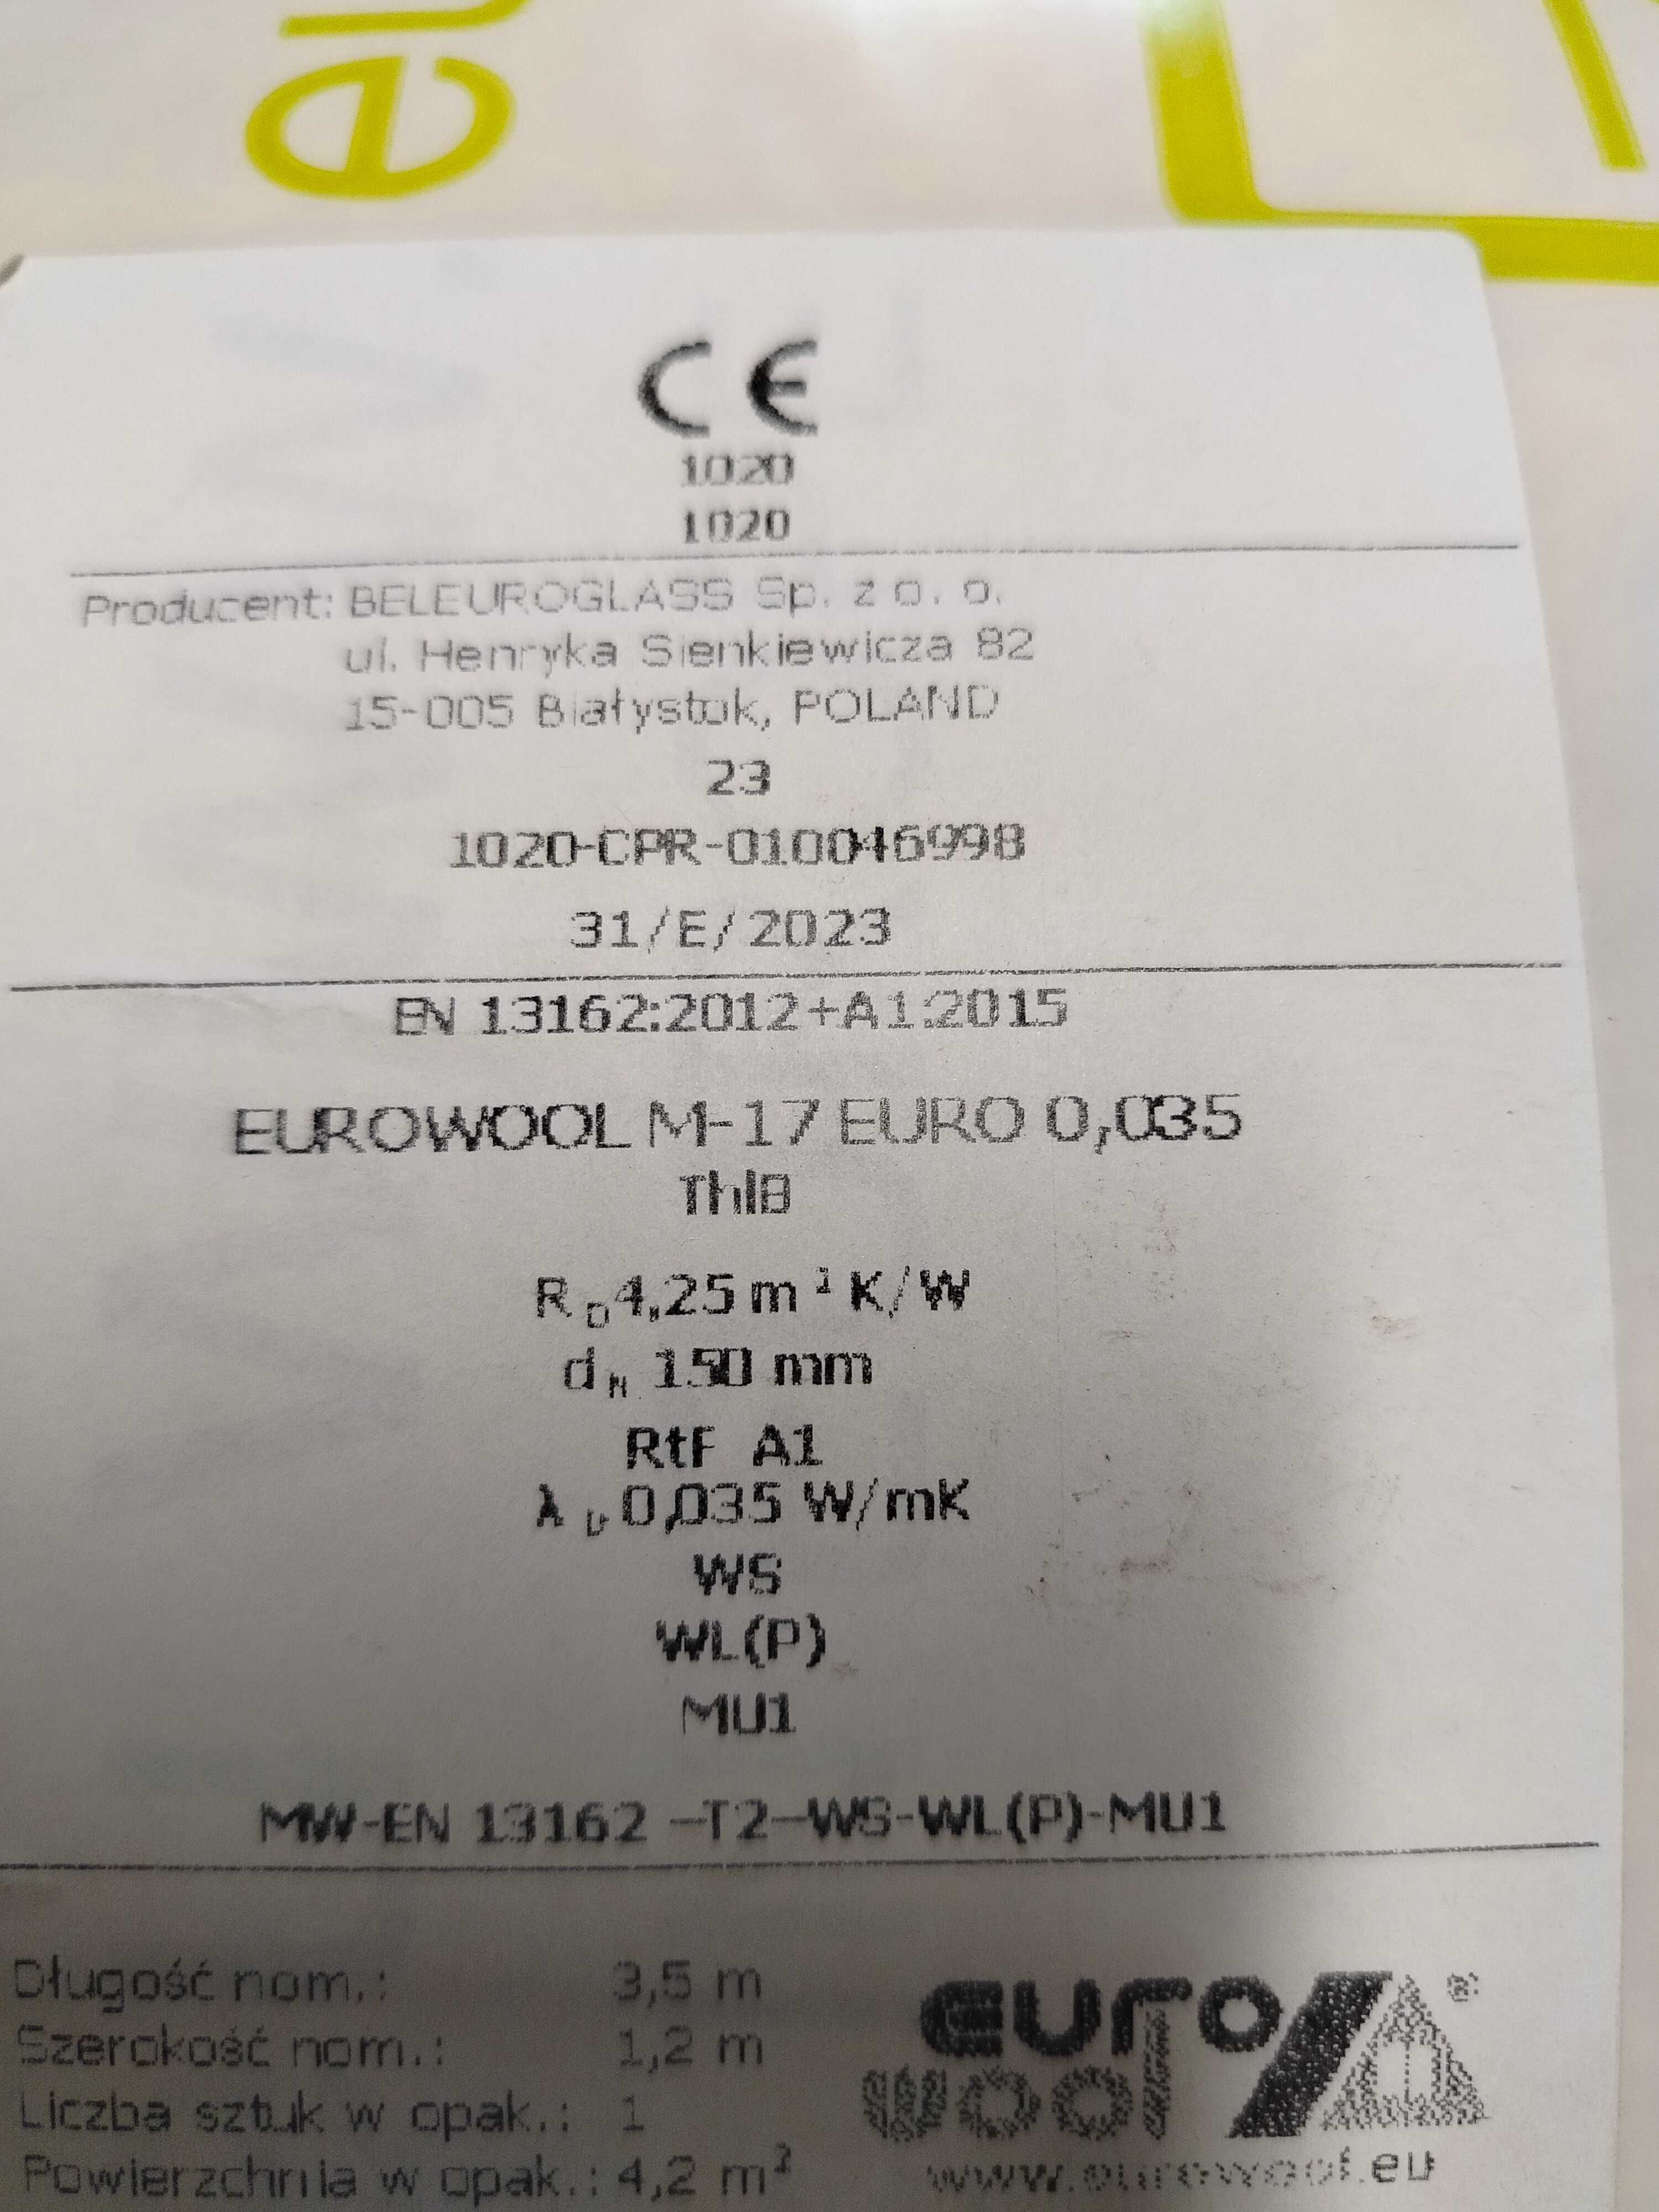 eu
CE
1020
1020
Producent: BELEUROGLASS Sp. z o. o.
ul. Henryka Sienkiewicza 82
15-005 Białystok, POLAND
23
1020-CPR-010046998
31/E/2023
EN 13162:2012+A1:2015
EUROWOOL M-17 EURO 0,035
ThIB
R D 4,25 m² K/W
d N 150 mm
RtF A1
λ D 0,035 W/mK
WS
WL(P)
MU1
MW-EN 13162 -T2-WS-WL(P)-MU1
Długość nom.: 3,5 m
Szerokość nom.: 1,2 m
Liczba sztuk w opak.: 1
Powierzchnia w opak.: 4,2 m²
euro
wool
®
www.eurowool.eu